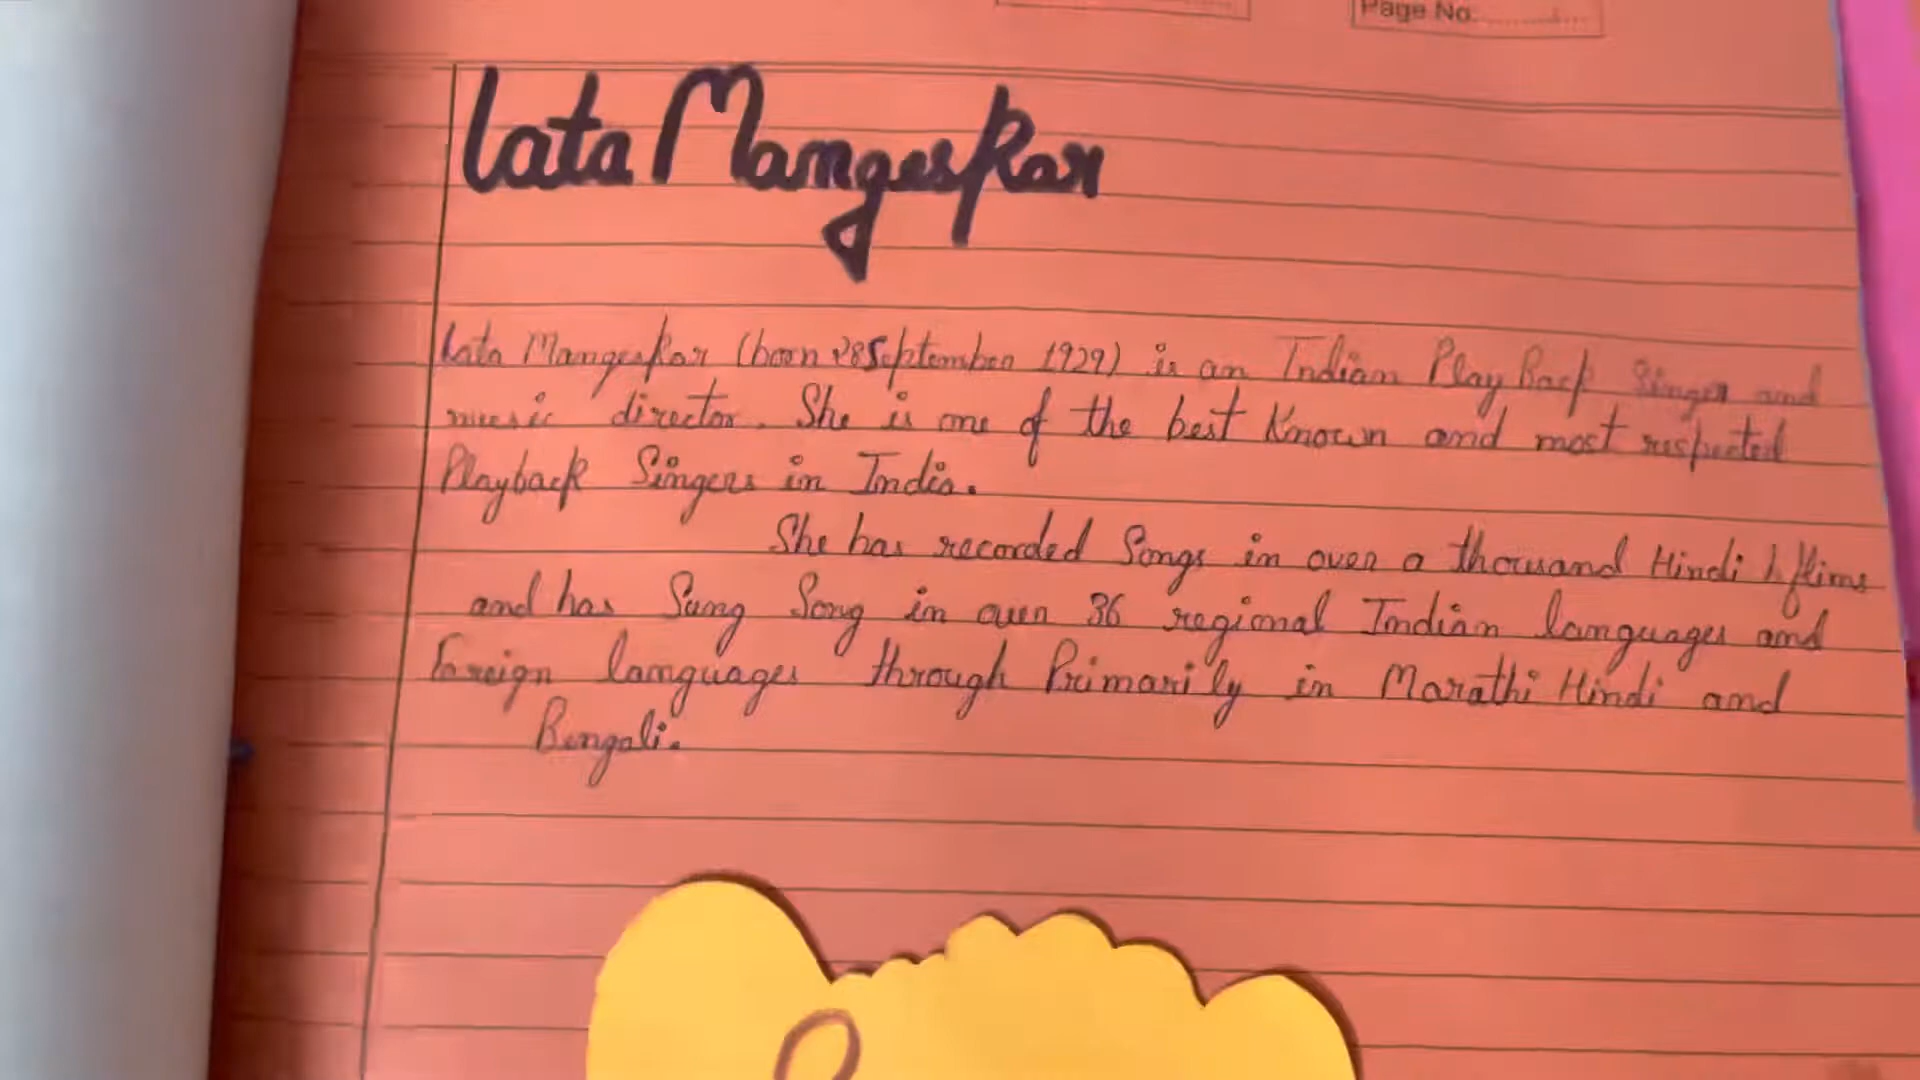 Page No.
Lata Mangeskar
Lata Mangeskar (born 28 September 1929) is an Indian Play Back Singer and
music director. She is one of the best Known and most respected
Playback Singers in India.
She has recorded Songs in over a thousand Hindi films
and has Sung Song in over 36 regional Indian languages and
foreign languages through Primarily in Marathi Hindi and
Bengali.